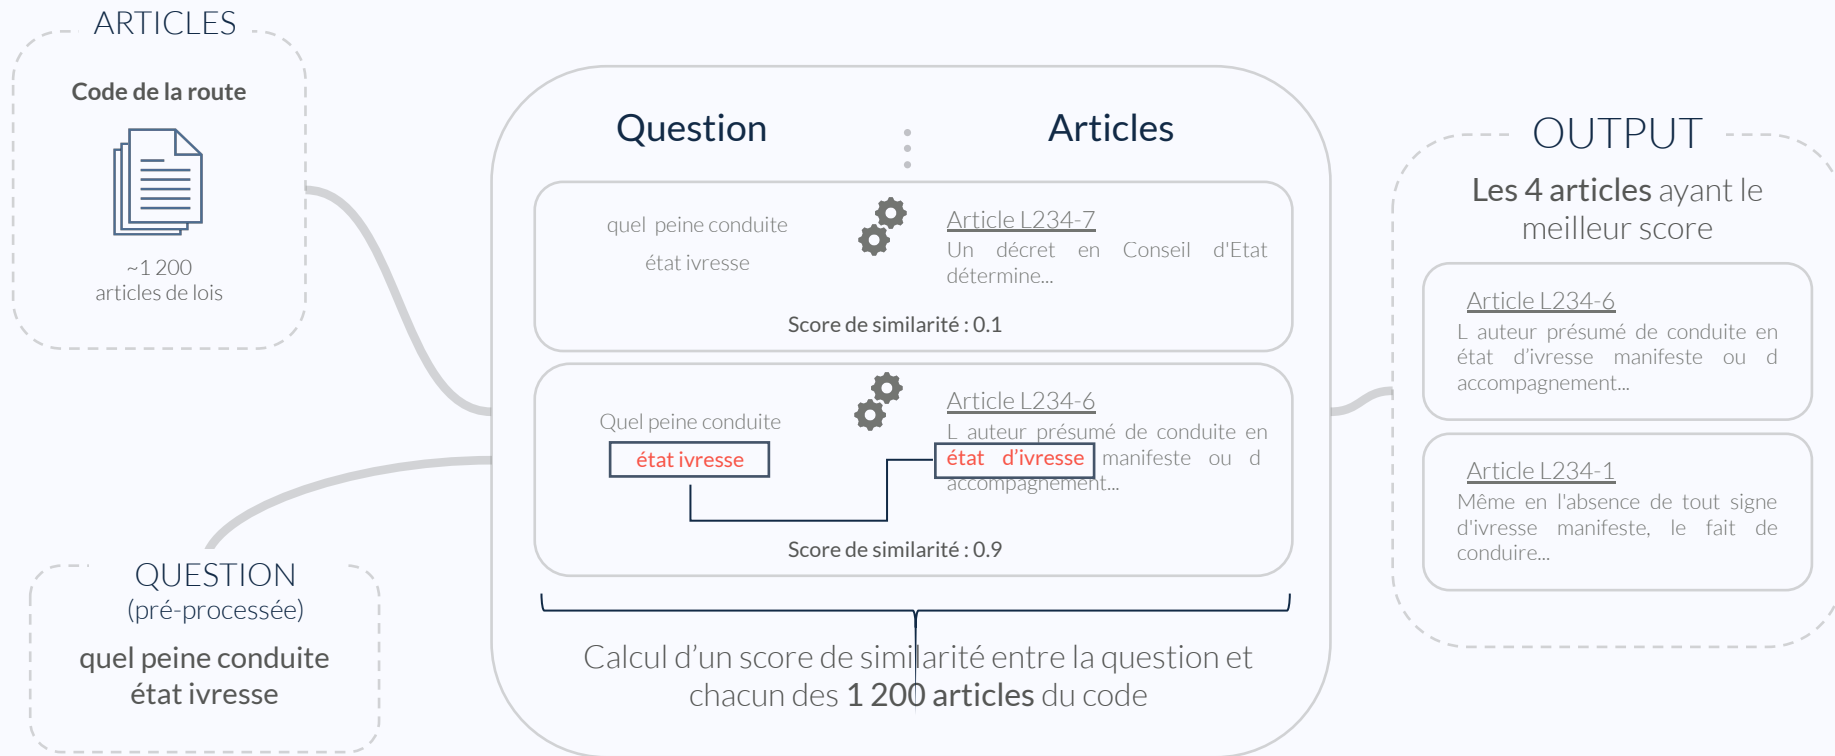 ARTICLES
Code de la route
~1 200
articles de lois
QUESTION
(pré-processée)
quel peine conduite
état ivresse
Question
Articles
quel peine conduite
état ivresse
Article L234-7
Un décret en Conseil d'Etat
détermine...
Score de similarité : 0.1
Quel peine conduite
état ivresse
Article L234-6
L auteur présumé de conduite en
état d’ivresse manifeste ou d
accompagnement...
Score de similarité : 0.9
Calcul d’un score de similarité entre la question et
chacun des 1 200 articles du code
OUTPUT
Les 4 articles ayant le
meilleur score
Article L234-6
L auteur présumé de conduite en
état d’ivresse manifeste ou d
accompagnement...
Article L234-1
Même en l'absence de tout signe
d'ivresse manifeste, le fait de
conduire...